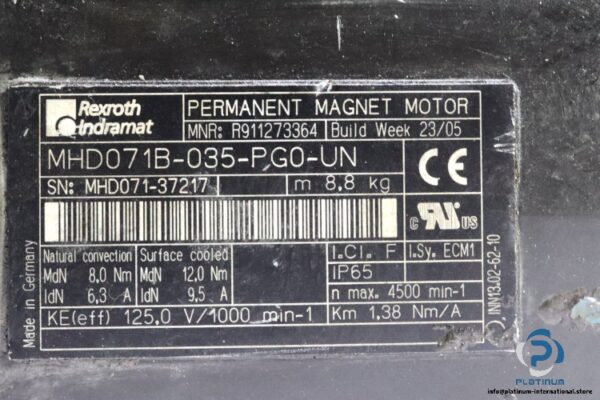 Rexroth
Indramat
PERMANENT MAGNET MOTOR
MNR: R911273364 Build Week 23/05
MHD071B-035-PG0-UN
SN: MHD071-37217 m 8,8 kg
CE
c RU US
Natural convection Surface cooled I.Cl. F I.Sy. ECM1
MdN 8,0 Nm MdN 12,0 Nm IP65
IdN 6,3 A IdN 9,5 A n max. 4500 min-1
KE(eff) 125,0 V/1000 min-1 Km 1,38 Nm/A
Made in Germany
INN13.02-62-10
PLATINUM
info@platinum-international.store